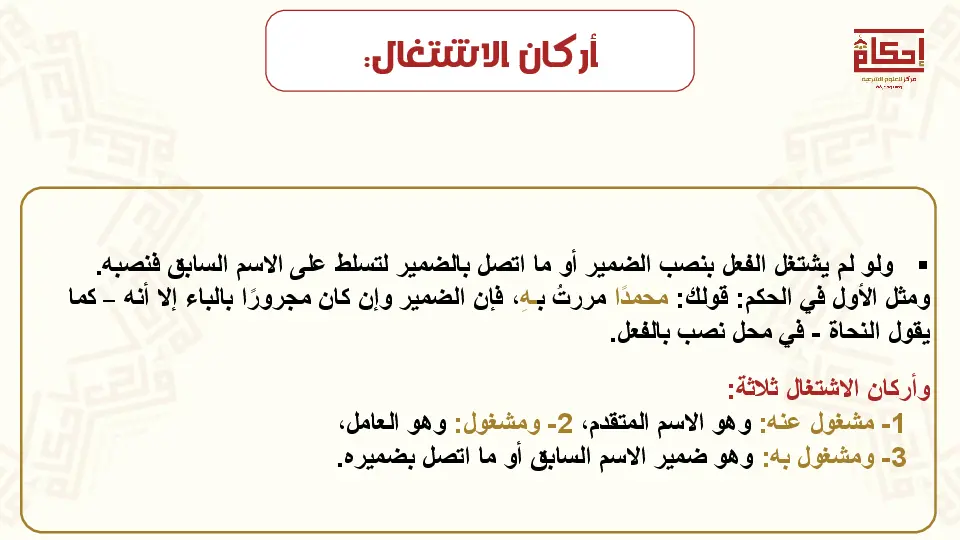 أركان الاشتغال:
إحكام
مركز للعلوم الشرعية
▪ ولو لم يشتغل الفعل بنصب الضمير أو ما اتصل بالضمير لتسلط على الاسم السابق فنصبه.
ومثل الأول في الحكم: قولك: محمدًا مررتُ بـهِ، فإن الضمير وإن كان مجرورًا بالباء إلا أنه – كما
يقول النحاة - في محل نصب بالفعل.
وأركان الاشتغال ثلاثة:
1- مشغول عنه: وهو الاسم المتقدم، 2- ومشغول: وهو العامل،
3- ومشغول به: وهو ضمير الاسم السابق أو ما اتصل بضميره.